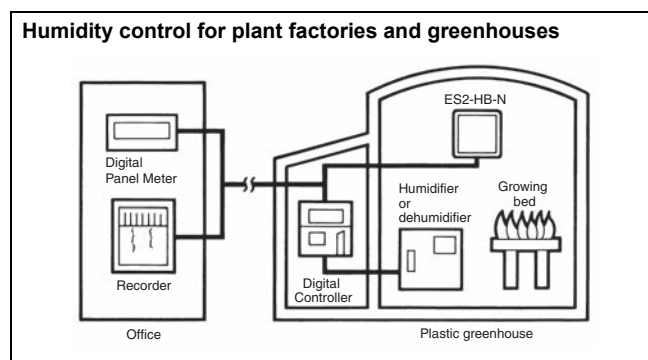 Humidity control for plant factories and greenhouses
ES2-HB-N
Digital
Panel Meter
Humidifier
or
dehumidifier
Growing
bed
Recorder
Digital
Controller
Office
Plastic greenhouse